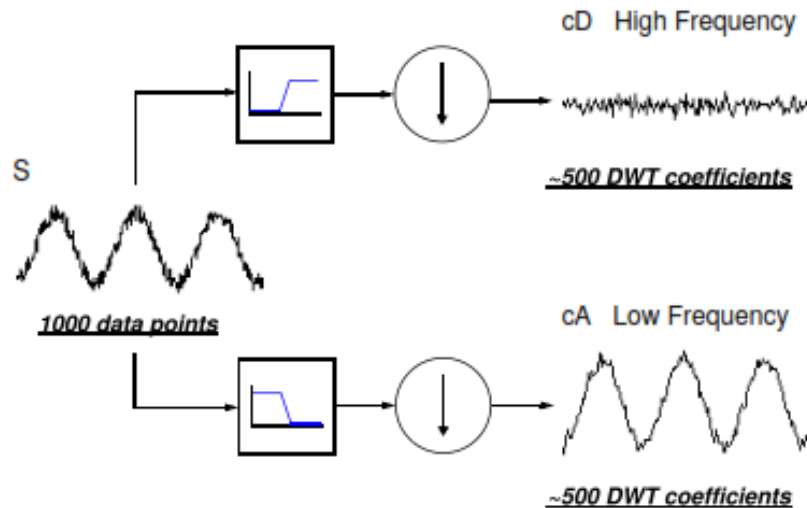 cD High Frequency
~500 DWT coefficients
S
1000 data points
cA Low Frequency
~500 DWT coefficients